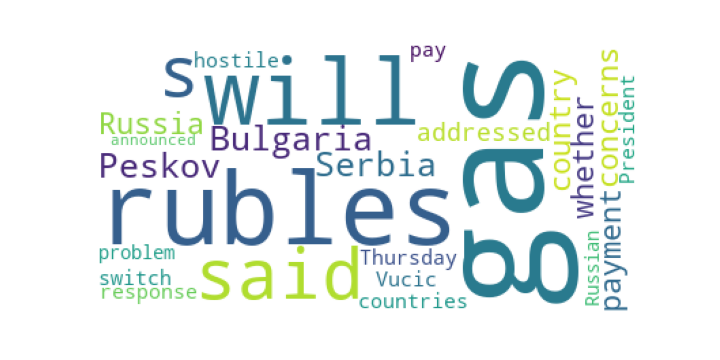 pay
hostile
s will
gas
country
concerns
President
whether
Russia
announced
Bulgaria
addressed
Peskov
Serbia
rubles
payment
Russian
problem
said
Thursday
switch
Vucic
response
countries